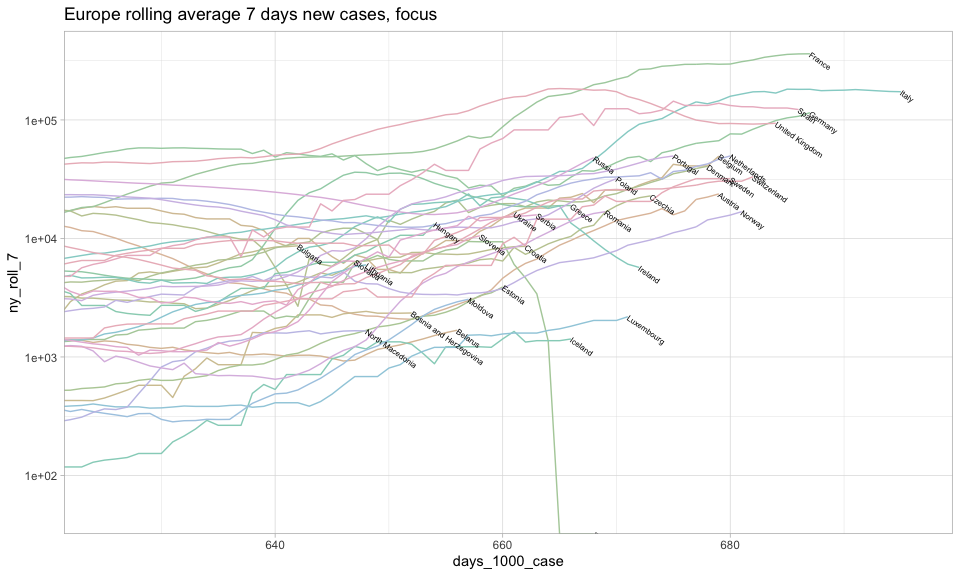 Europe rolling average 7 days new cases, focus
France
Italy
1e+05
Spain
Germany
United Kingdom
Russia
Portugal
Belgium
Netherlands
Denmark
Sweden
Switzerland
Poland
Czechia
Austria
Norway
Greece
Romania
Ukraine
Serbia
Hungary
1e+04
Slovenia
Croatia
Bulgaria
Slovakia
Lithuania
Ireland
Estonia
Moldova
Bosnia and Herzegovina
Belarus
Luxembourg
North Macedonia
Iceland
1e+03
1e+02
ny_roll_7
640
660
680
days_1000_case